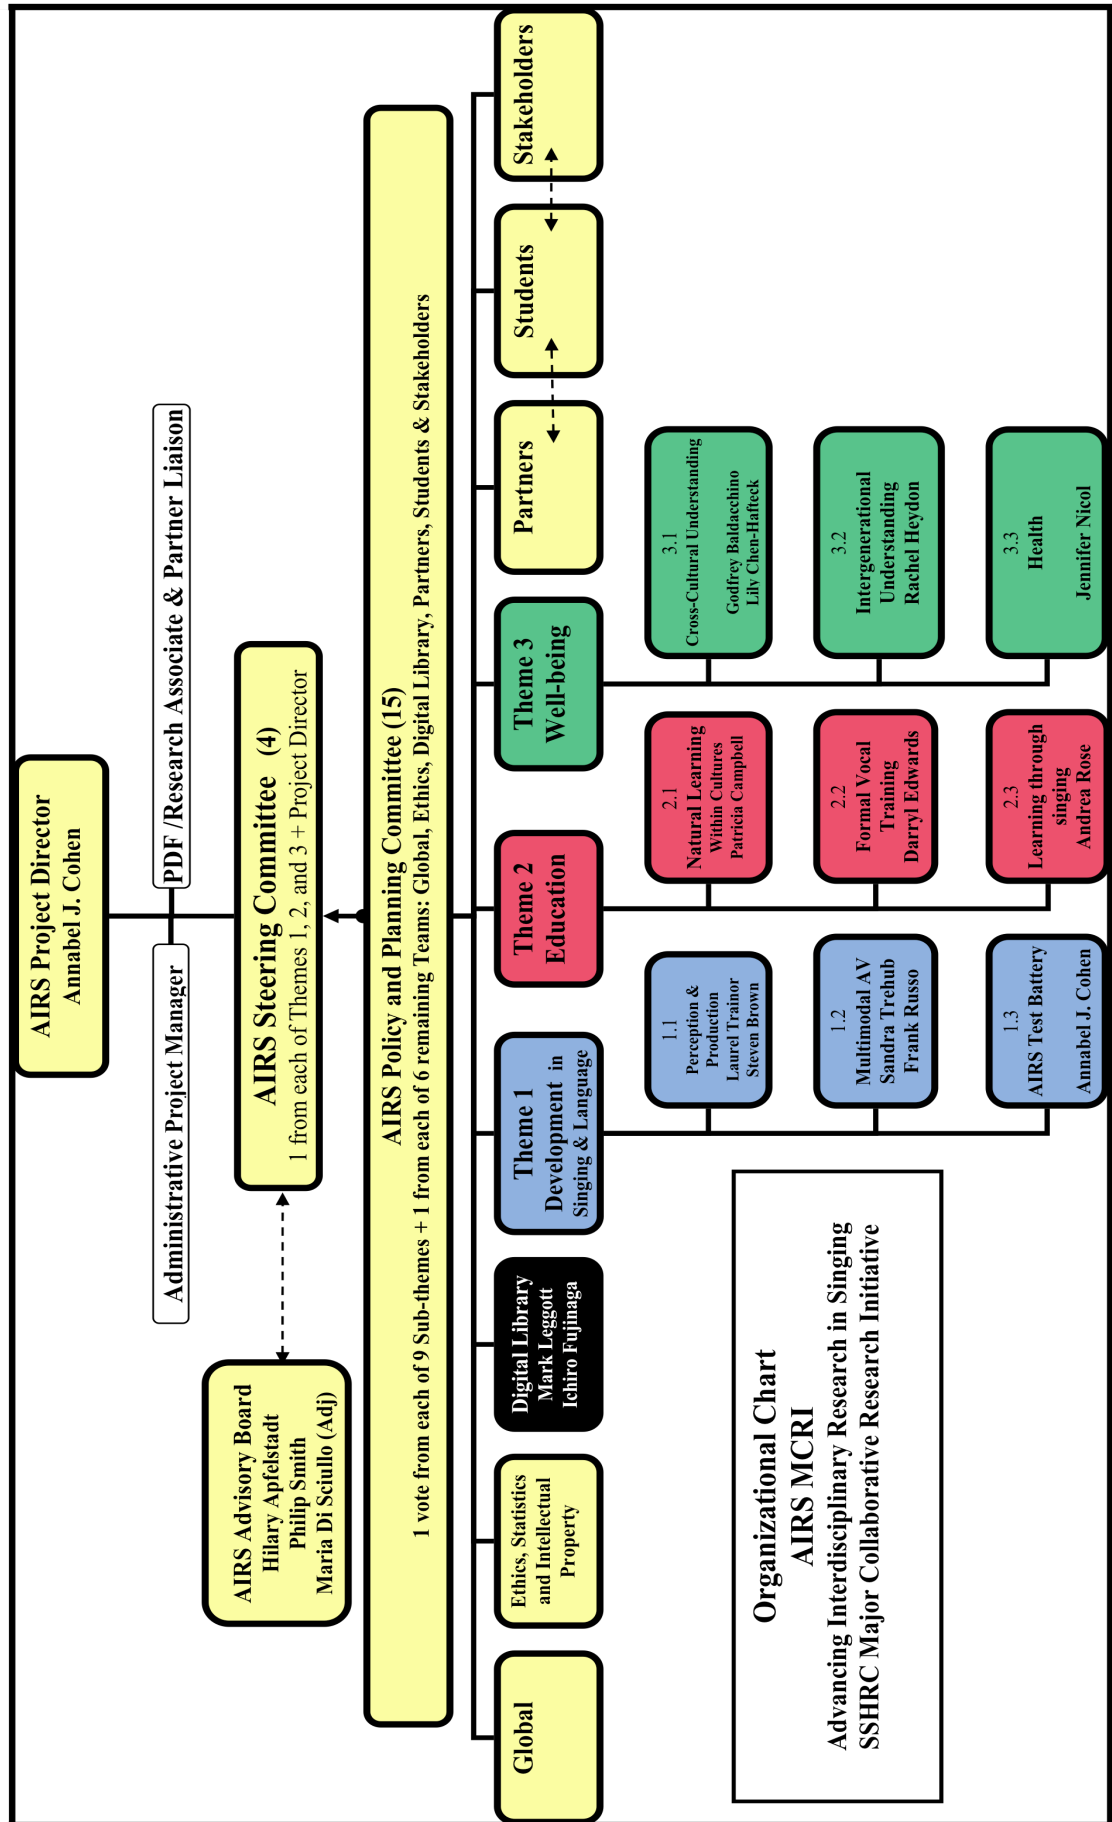 AIRS Project Director
Annabel J. Cohen
Administrative Project Manager
PDF /Research Associate & Partner Liaison
AIRS Advisory Board
Hilary Apfelstadt
Philip Smith
Maria Di Sciullo (Adj)
AIRS Steering Committee (4)
1 from each of Themes 1, 2, and 3 + Project Director
AIRS Policy and Planning Committee (15)
1 vote from each of 9 Sub-themes + 1 from each of 6 remaining Teams: Global, Ethics, Digital Library, Partners, Students & Stakeholders
Global
Ethics, Statistics
and Intellectual
Property
Digital Library
Mark Leggott
Ichiro Fujinaga
Theme 1
Development in
Singing & Language
Theme 2
Education
Theme 3
Well-being
Partners
Students
Stakeholders
1.1
Perception &
Production
Laurel Trainor
Steven Brown
2.1
Natural Learning
Within Cultures
Patricia Campbell
3.1
Cross-Cultural Understanding
Godfrey Baldacchino
Lily Chen-Hafteck
1.2
Multimodal AV
Sandra Trehub
Frank Russo
2.2
Formal Vocal
Training
Darryl Edwards
3.2
Intergenerational
Understanding
Rachel Heydon
1.3
AIRS Test Battery
Annabel J. Cohen
2.3
Learning through
singing
Andrea Rose
3.3
Health
Jennifer Nicol
Organizational Chart
AIRS MCRI
Advancing Interdisciplinary Research in Singing
SSHRC Major Collaborative Research Initiative